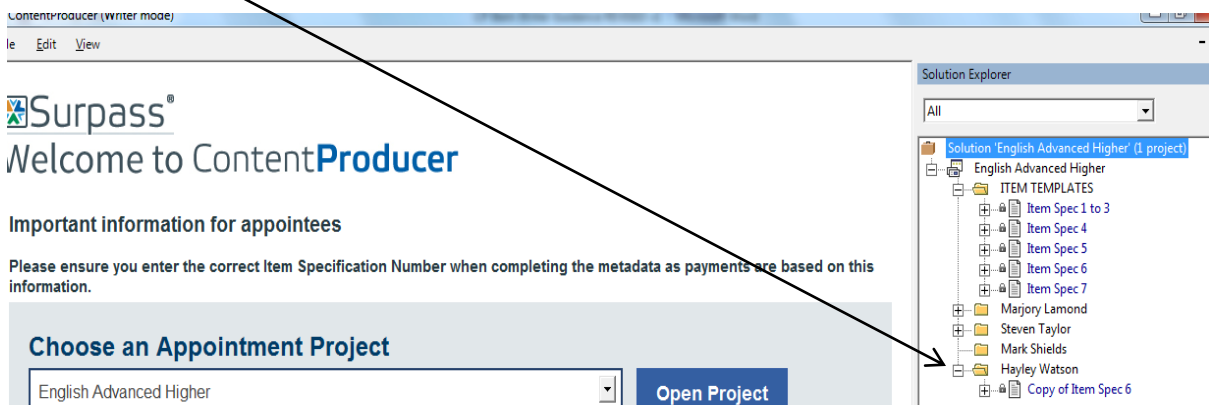 ContentProducer (Writer mode)
le Edit View
Surpass®
Welcome to ContentProducer
Important information for appointees
Please ensure you enter the correct Item Specification Number when completing the metadata as payments are based on this
information.
Choose an Appointment Project
English Advanced Higher
Open Project
Solution Explorer
All
Solution 'English Advanced Higher' (1 project)
English Advanced Higher
ITEM TEMPLATES
Item Spec 1 to 3
Item Spec 4
Item Spec 5
Item Spec 6
Item Spec 7
Marjory Lamond
Steven Taylor
Mark Shields
Hayley Watson
Copy of Item Spec 6